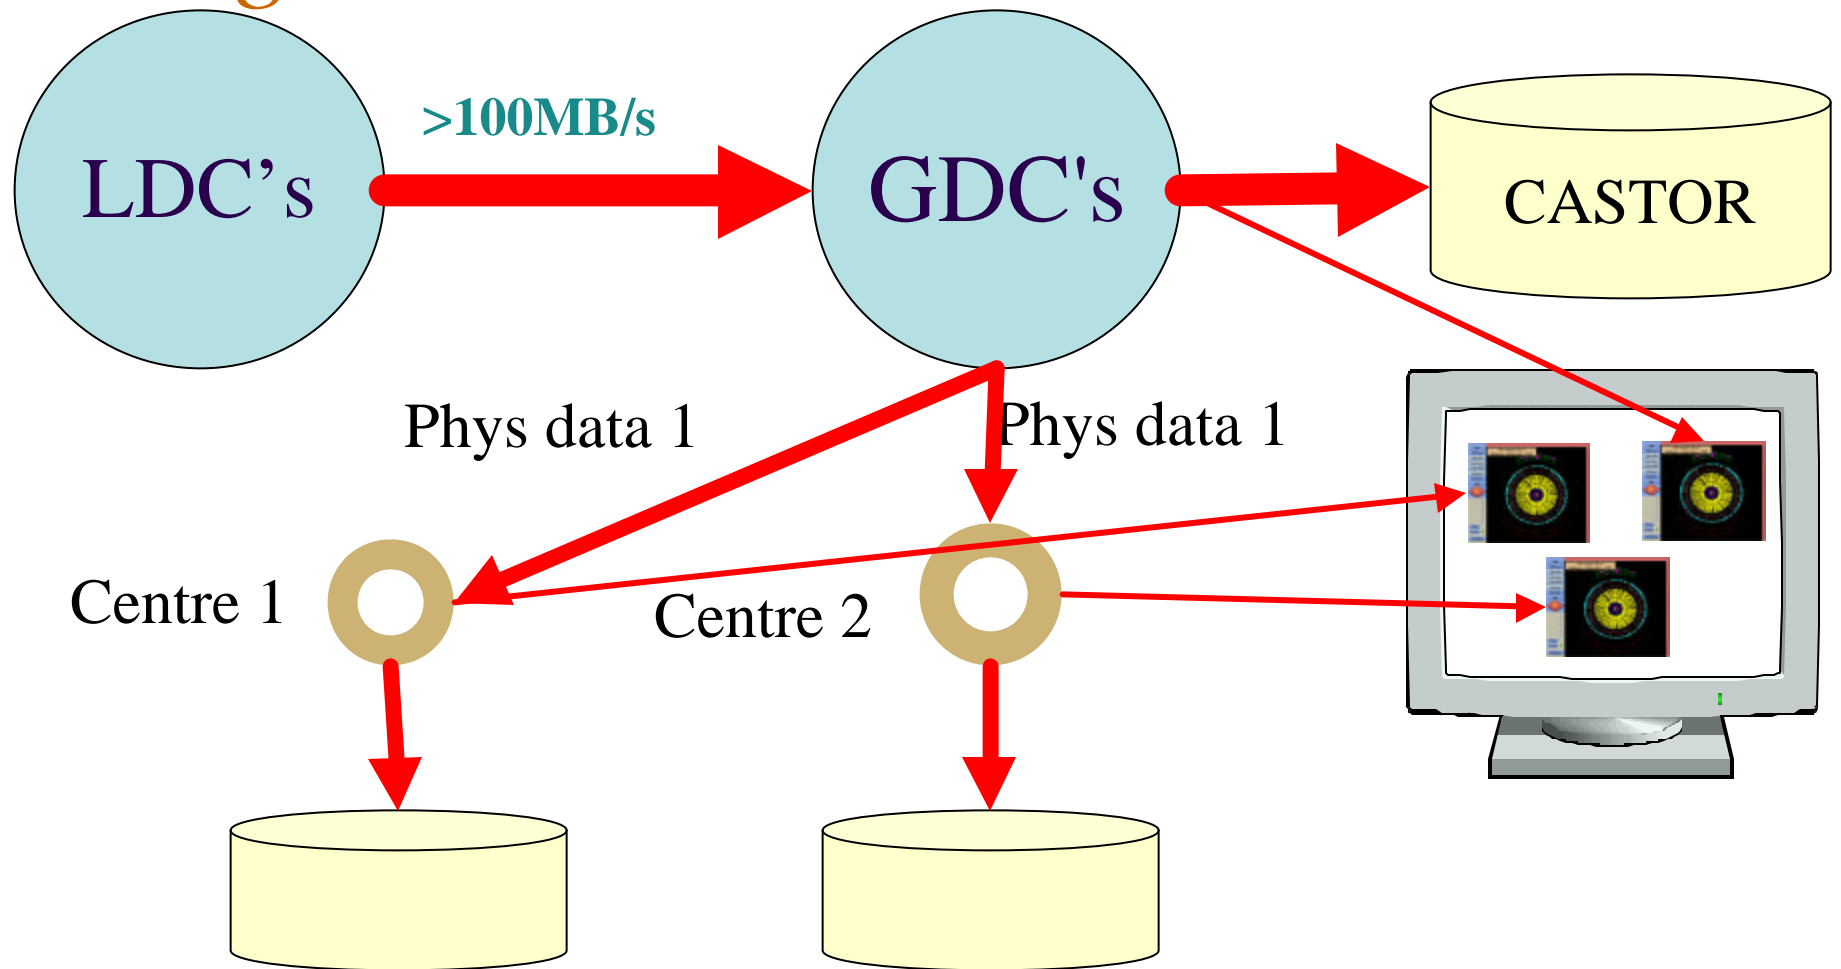 >100MB/s
LDC’s
GDC's
CASTOR
Phys data 1
Phys data 1
Centre 1
Centre 2